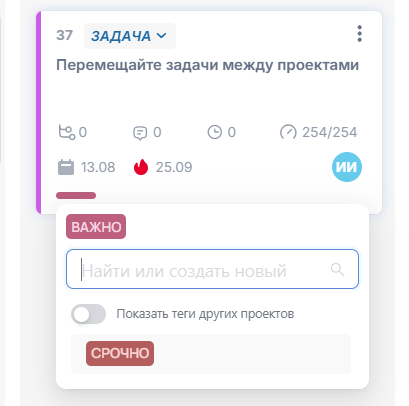 37 ЗАДАЧА
Перемещайте задачи между проектами
0 0 0 254/254
13.08 25.09 ИИ
ВАЖНО
Найти или создать новый
Показать теги других проектов
СРОЧНО